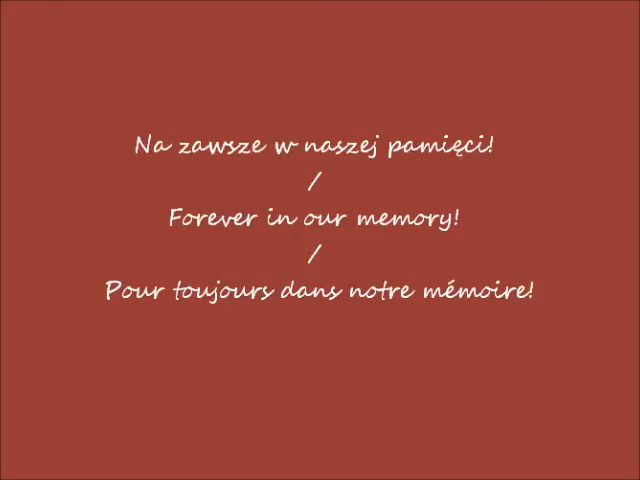 Na zawsze w naszej pamięci!
/
Forever in our memory!
/
Pour toujours dans notre mémoire!